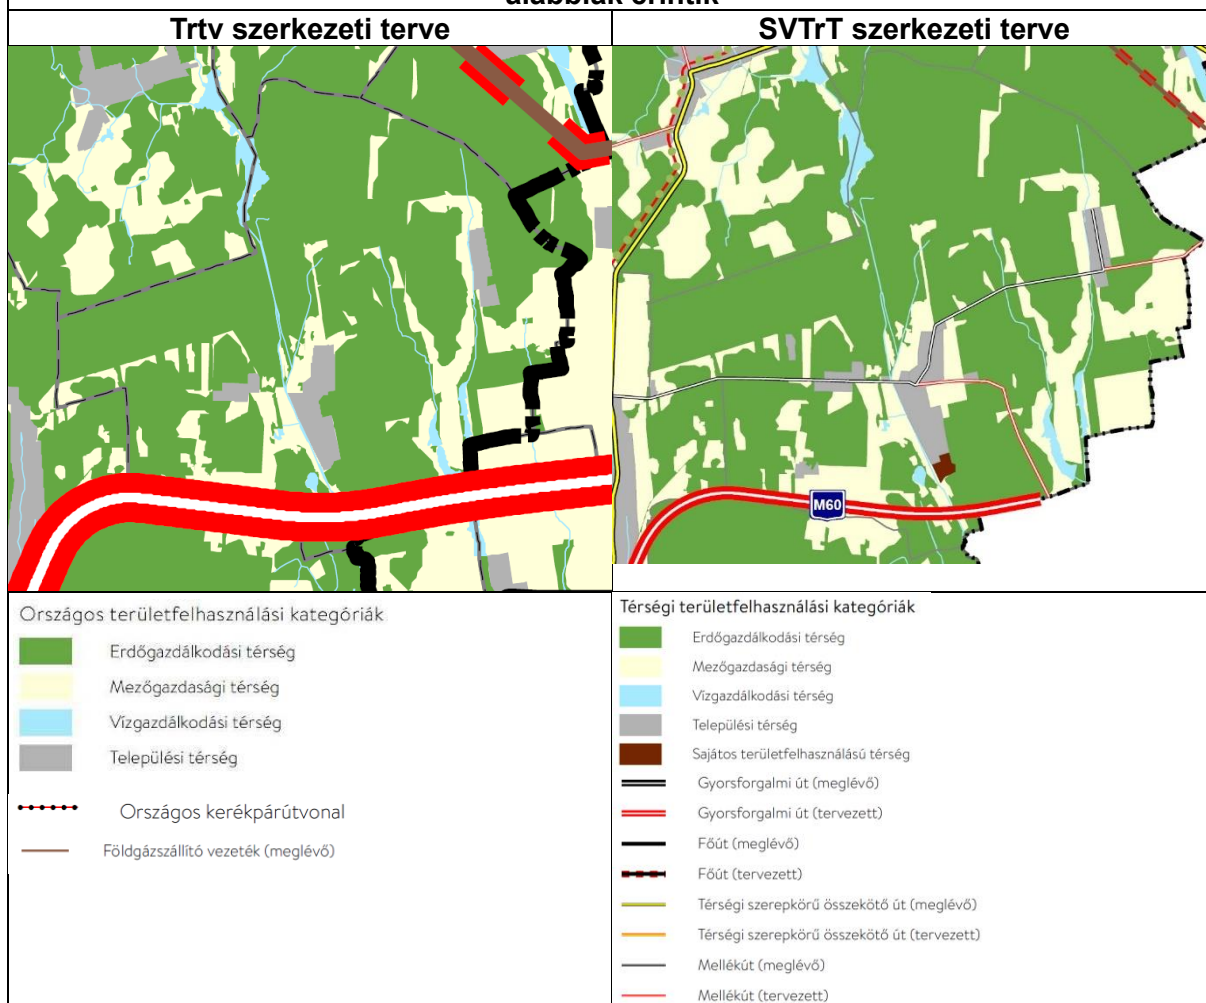 alábbiak érintik
Trtv szerkezeti terve
SVTrT szerkezeti terve
M60
Országos területfelhasználási kategóriák
Erdőgazdálkodási térség
Mezőgazdasági térség
Vízgazdálkodási térség
Települési térség
Országos kerékpárútvonal
Földgázszállító vezeték (meglévő)
Térségi területfelhasználási kategóriák
Erdőgazdálkodási térség
Mezőgazdasági térség
Vízgazdálkodási térség
Települési térség
Sajátos területfelhasználású térség
Gyorsforgalmi út (meglévő)
Gyorsforgalmi út (tervezett)
Főút (meglévő)
Főút (tervezett)
Térségi szerepkörű összekötő út (meglévő)
Térségi szerepkörű összekötő út (tervezett)
Mellékút (meglévő)
Mellékút (tervezett)